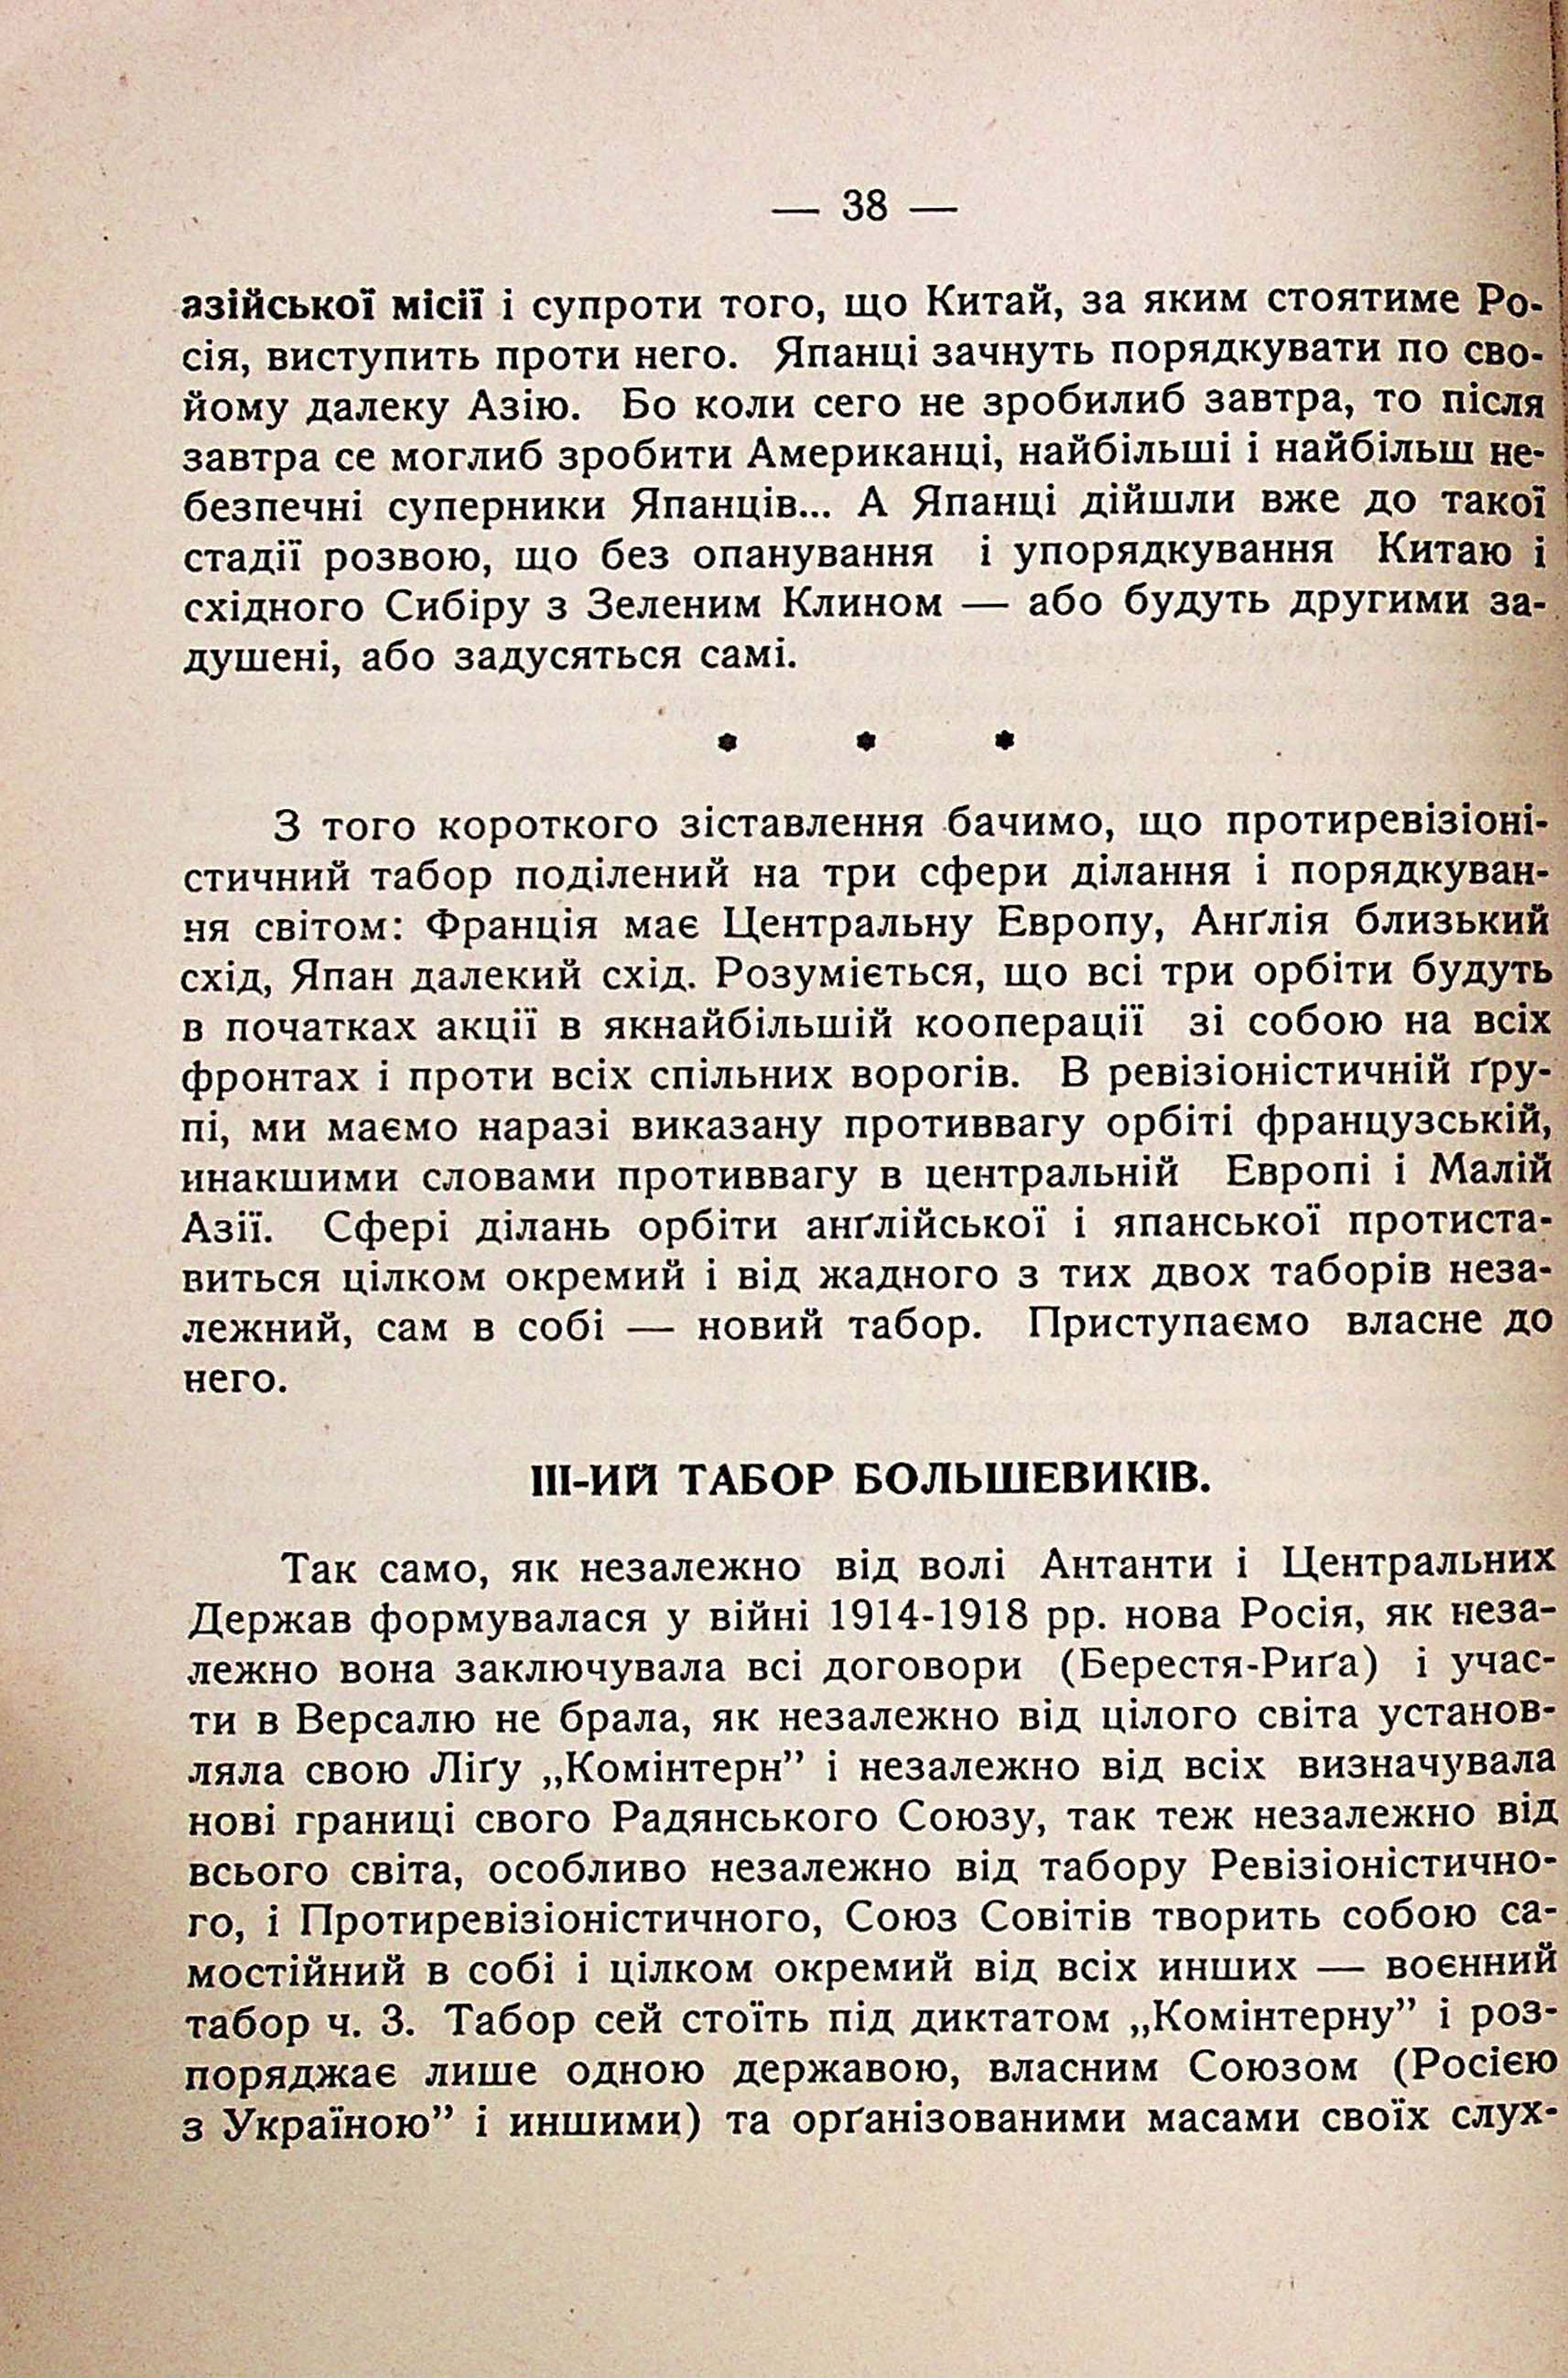 — 38 —
азійської місії і супроти того, що Китай, за яким стоятиме Ро-
сія, виступить проти него. Японці зачнуть порядкувати по сво-
йому далеку Азію. Бо коли сего не зробилиб завтра, то після
завтра се моглиб зробити Американці, найбільші і найбільш не-
безпечні суперники Японців... А Японці дійшли вже до такої
стадії розвою, що без опанування і упорядкування Китаю і
східного Сибіру з Зеленим Клином — або будуть другими за-
душені, або задусяться самі.
* * *
З того короткого зіставлення бачимо, що протиревізіоні-
стичний табор поділений на три сфери ділання і порядкуван-
ня світом: Франція має Центральну Европу, Анґлія близький
схід, Япан далекий схід. Розуміється, що всі три орбіти будуть
в початках акції в якнайбільшій кооперації зі собою на всіх
фронтах і проти всіх спільних ворогів. В ревізіоністичній ґру-
пі, ми маємо наразі виказану противвагу орбіті французській,
инакшими словами противвагу в центральній Европі і Малій
Азії. Сфері ділань орбіти анґлійської і японської протиста-
виться цілком окремий і від жадного з тих двох таборів неза-
лежний, сам в собі — новий табор. Приступаємо власне до
него.
ІІІ-ИЙ ТАБОР БОЛЬШЕВИКІВ.
Так само, як незалежно від волі Антанти і Центральних
Держав формувалася у війні 1914-1918 рр. нова Росія, як неза-
лежно вона заключувала всі договори (Берестя-Риґа) і учас-
ти в Версалю не брала, як незалежно від цілого світа установ-
ляла свою Ліґу „Комінтерн” і незалежно від всіх визначувала
нові границі свого Радянського Союзу, так теж незалежно від
всього світа, особливо незалежно від табору Ревізіоністично-
го, і Протиревізіоністичного, Союз Совітів творить собою са-
мостійний в собі і цілком окремий від всіх инших — воєнний
табор ч. 3. Табор сей стоїть під диктатом „Комінтерну” і роз-
поряджає лише одною державою, власним Союзом (Росією
з Україною” і иншими) та орґанізованими масами своїх слух-